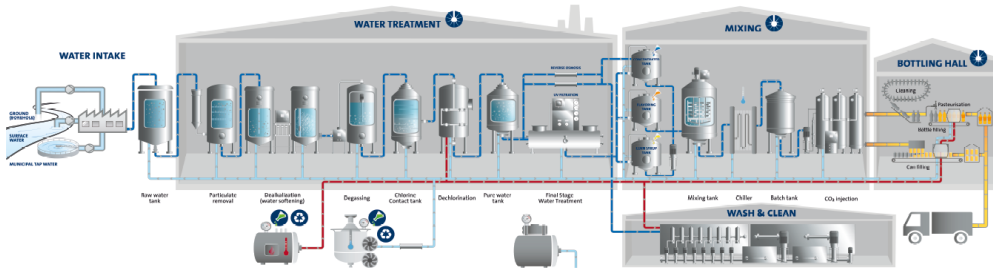 WATER TREATMENT
MIXING
WATER INTAKE
BOTTLING HALL
REVERSE OSMOSIS
UV FILTRATION
Cleaning
Pasteurisation
GROUND
(BOREHOLE)
SURFACE
WATER
MUNICIPAL TAP WATER
Bottle filling
Can filling
Raw water
tank
Particulate
removal
Dealkalization
(water softening)
Degassing
Chlorine
Contact tank
Dechlorination
Pure water
tank
Final Stage
Water Treatment
Mixing tank
Chiller
Batch tank
CO₂ injection
WASH & CLEAN